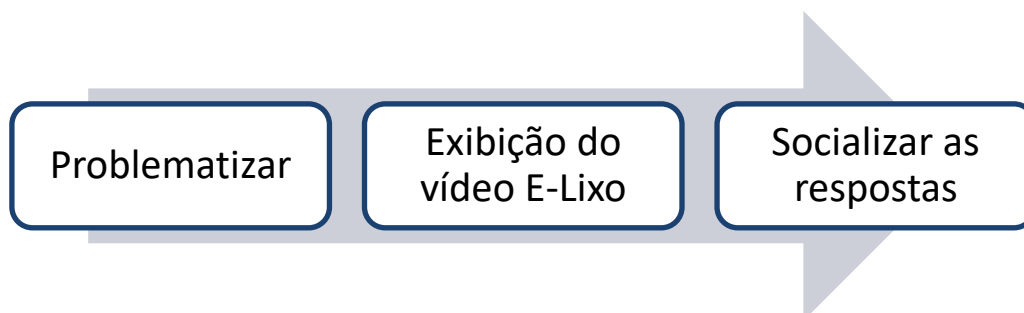 Problematizar
Exibição do
vídeo E-Lixo
Socializar as
respostas